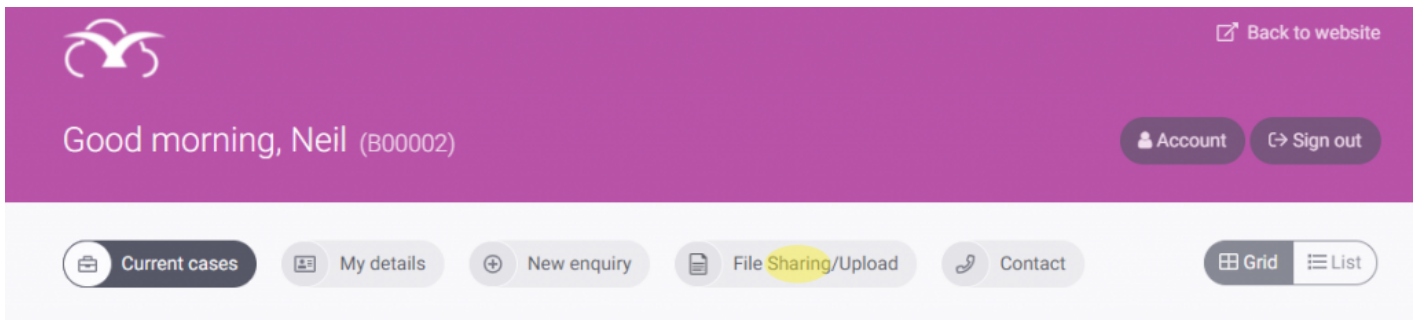 Back to website
Good morning, Neil (B00002)
Account
Sign out
Current cases
My details
New enquiry
File Sharing/Upload
Contact
Grid
List